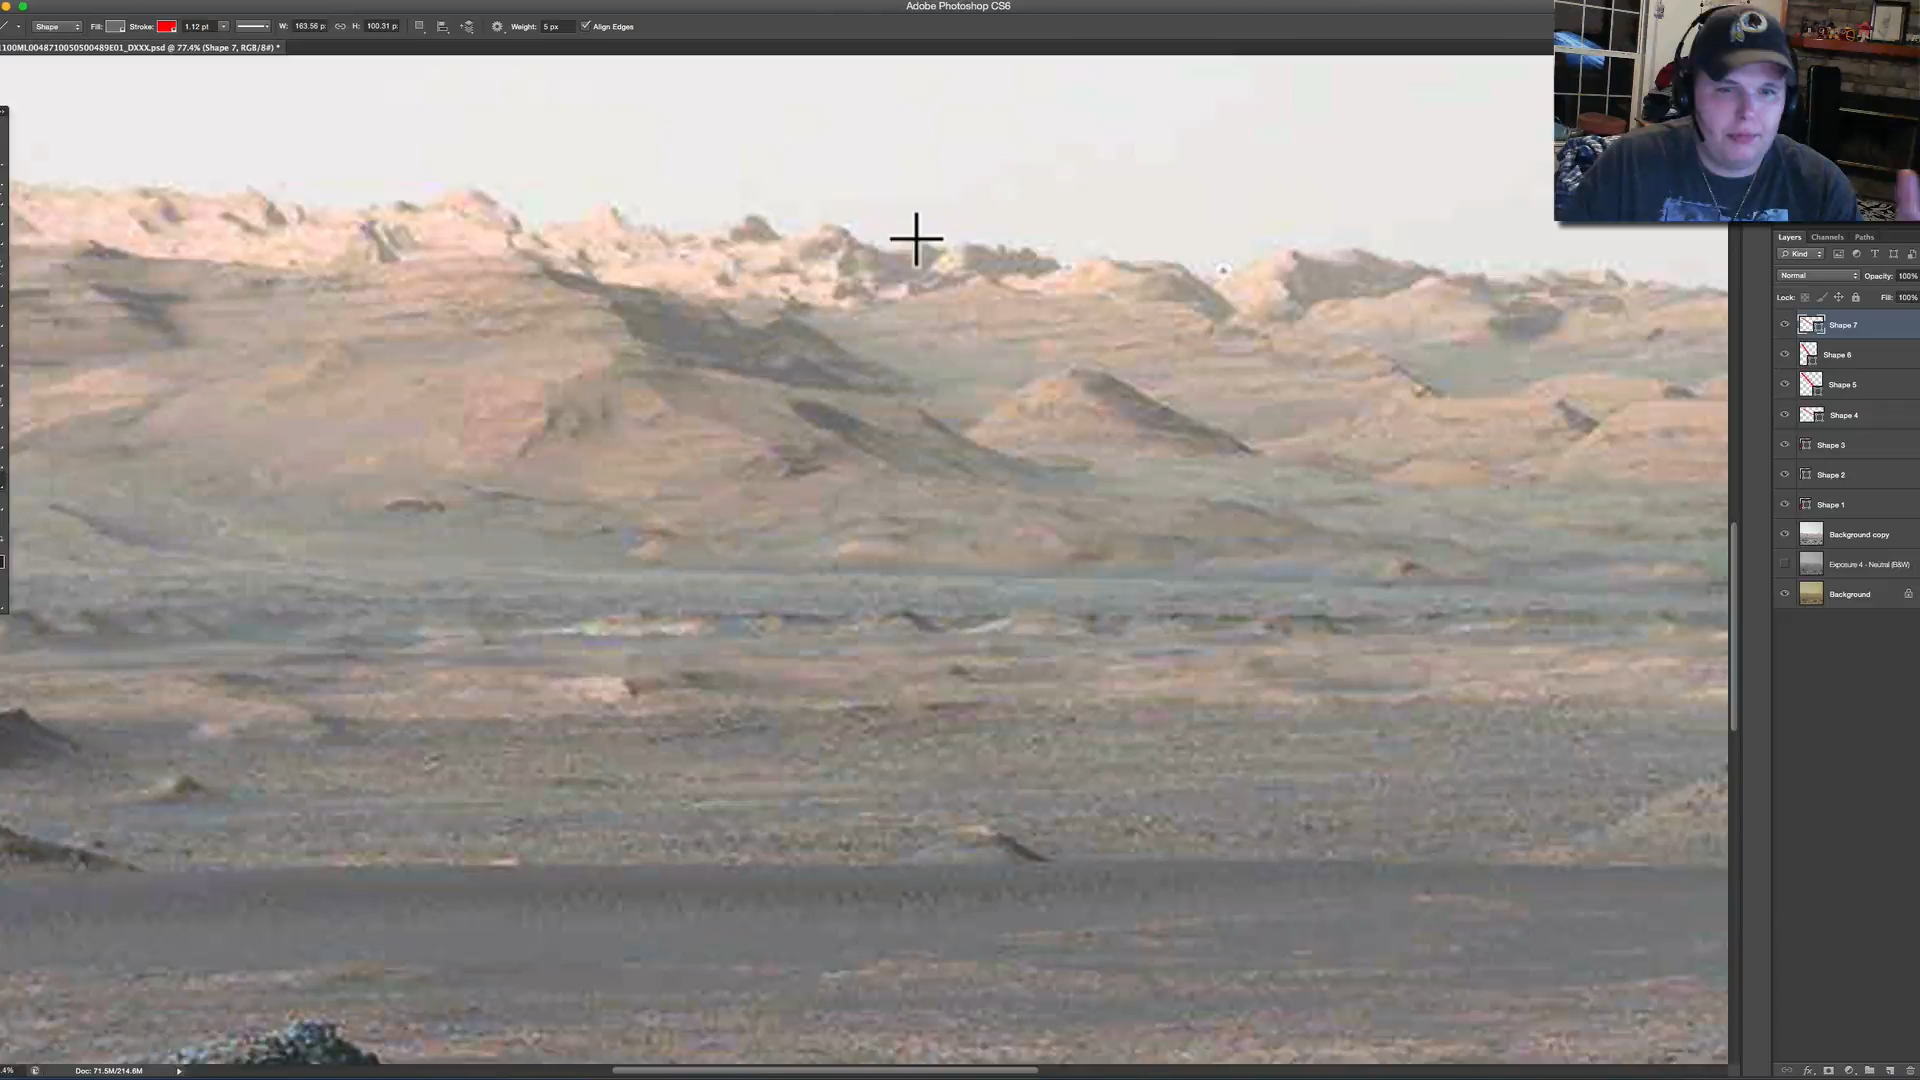 Adobe Photoshop CS6
Shape Fill: Stroke: 1.12 pt W: 163.56 p: H: 100.31 p: Weight: 5 px Align Edges
1100ML0048710050500489E01_DXXX.psd @ 77.4% (Shape 7, RGB/8#) *
Layers Channels Paths
Kind
Normal Opacity: 100%
Lock: Fill: 100%
Shape 7
Shape 6
Shape 5
Shape 4
Shape 3
Shape 2
Shape 1
Background copy
Exposure 4 - Neutral (B&W)
Background
.4% Doc: 71.5M/214.6M